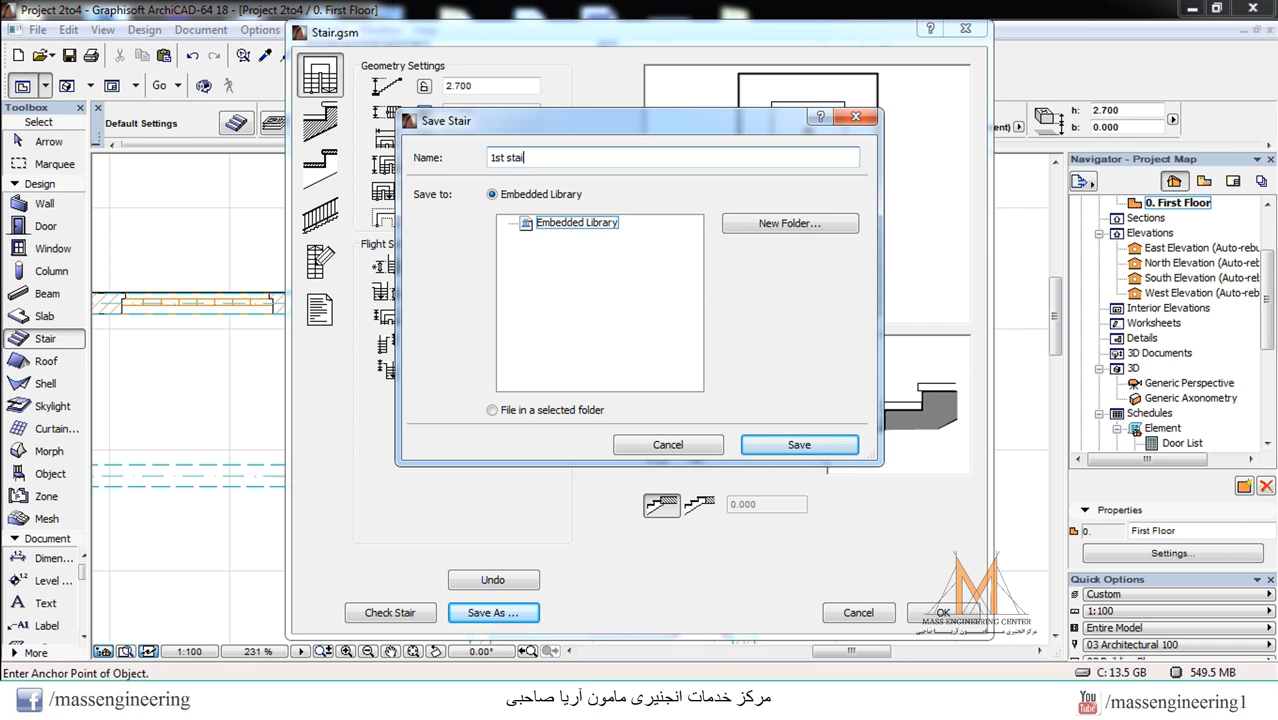 Project 2to4 - Graphisoft ArchiCAD-64 18 - [Project 2to4 / 0. First Floor]
File Edit View Design Document Options
Stair.gsm
Go
Toolbox
Select
Default Settings
Arrow
Marquee
Design
Wall
Door
Window
Column
Beam
Slab
Stair
Roof
Shell
Skylight
Curtain...
Morph
Object
Zone
Mesh
Document
Dimen...
Level ...
Text
Label
More
Geometry Settings
2.700
Flight S
Save Stair
Name:
1st stai
Save to:
Embedded Library
Embedded Library
New Folder...
File in a selected folder
Cancel
Save
0.000
Undo
Check Stair
Save As ...
Cancel
OK
MASS ENGINEERING CENTER
h: 2.700
b: 0.000
Navigator - Project Map
0. First Floor
Sections
Elevations
East Elevation (Auto-reb
North Elevation (Auto-reb
South Elevation (Auto-reb
West Elevation (Auto-reb
Interior Elevations
Worksheets
Details
3D Documents
3D
Generic Perspective
Generic Axonometry
Schedules
Element
Door List
Properties
0. First Floor
Settings...
Quick Options
Custom
1:100
Entire Model
03 Architectural 100
1:100
231 %
0.00°
Enter Anchor Point of Object.
C: 13.5 GB
549.5 MB
/massengineering
مرکز خدمات انجنیری مامون آریا صاحبی
You Tube
/massengineering1